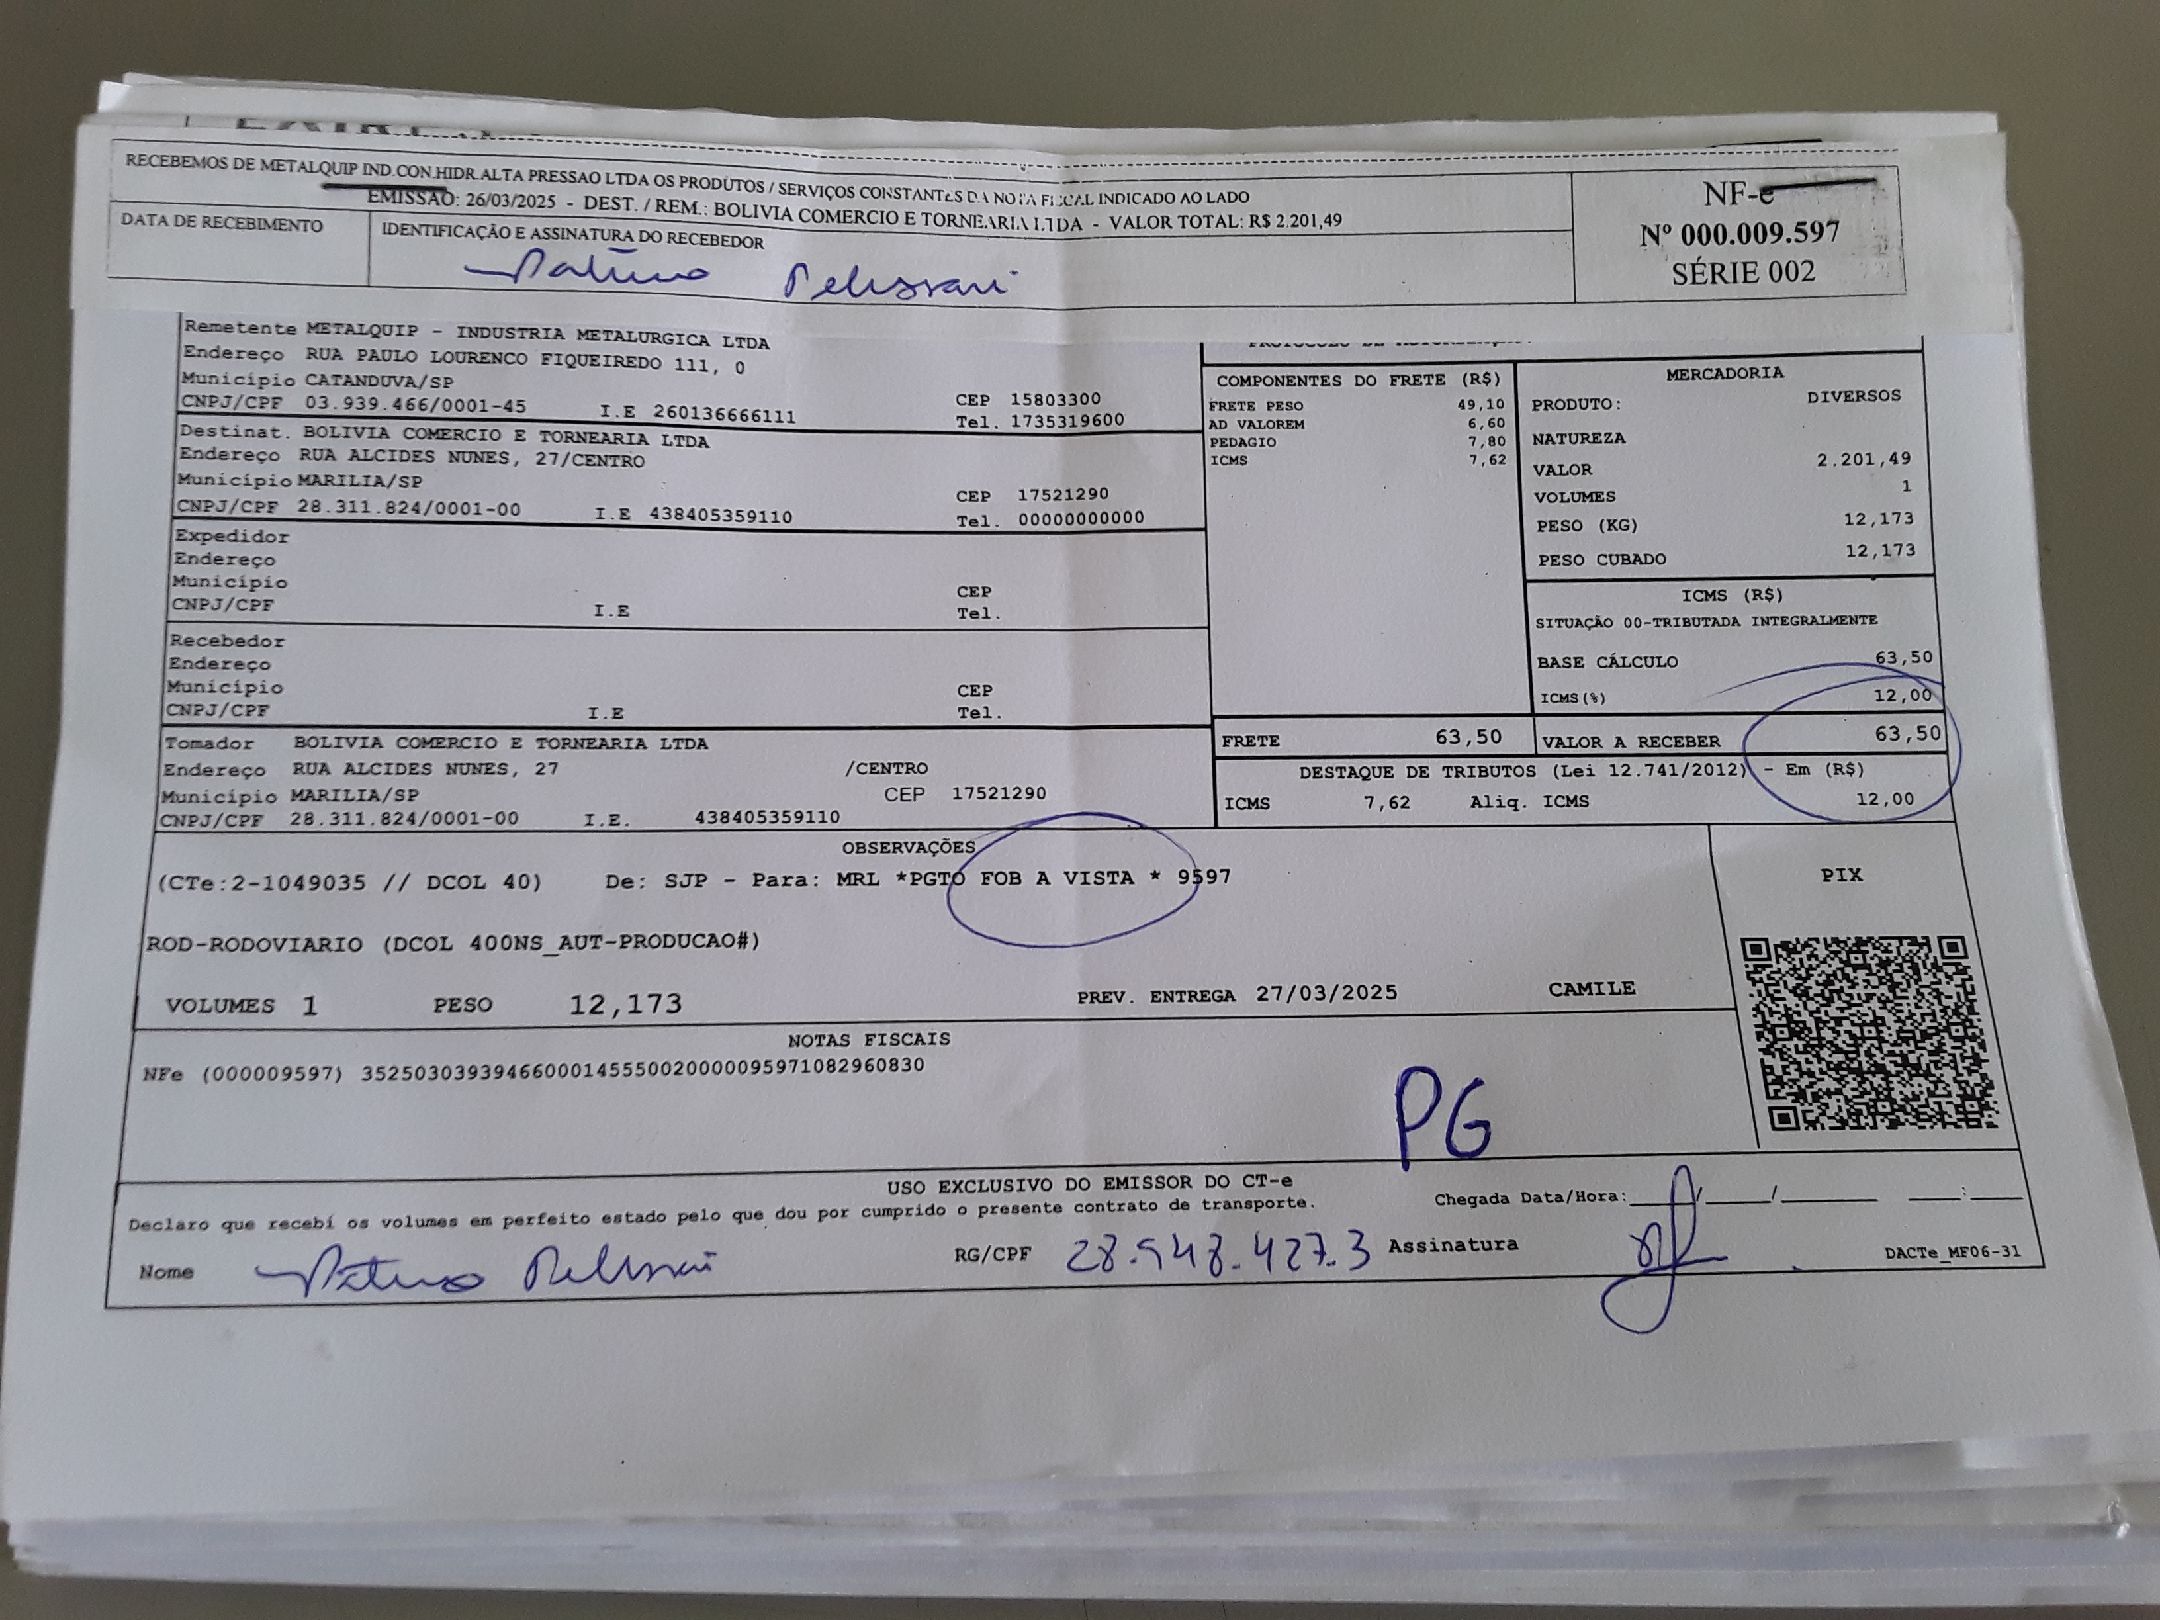 RECEBEMOS DE METALQUIP IND.CON.HIDR.ALTA PRESSAO LTDA OS PRODUTOS / SERVIÇOS CONSTANTES DA NOTA FISCAL INDICADO AO LADO
EMISSÃO: 26/03/2025 - DEST. / REM.: BOLIVIA COMERCIO E TORNEARIA LTDA - VALOR TOTAL: R$ 2.201,49
DATA DE RECEBIMENTO
IDENTIFICAÇÃO E ASSINATURA DO RECEBEDOR
NF-e
Nº 000.009.597
SÉRIE 002
Remetente METALQUIP - INDUSTRIA METALURGICA LTDA
Endereço RUA PAULO LOURENCO FIQUEIREDO 111, 0
Município CATANDUVA/SP CEP 15803300
CNPJ/CPF 03.939.466/0001-45 I.E 260136666111 Tel. 1735319600
Destinat. BOLIVIA COMERCIO E TORNEARIA LTDA
Endereço RUA ALCIDES NUNES, 27/CENTRO
Município MARILIA/SP CEP 17521290
CNPJ/CPF 28.311.824/0001-00 I.E 438405359110 Tel. 00000000000
Expedidor
Endereço
Município CEP
CNPJ/CPF I.E Tel.
Recebedor
Endereço
Município CEP
CNPJ/CPF I.E Tel.
Tomador BOLIVIA COMERCIO E TORNEARIA LTDA
Endereço RUA ALCIDES NUNES, 27 /CENTRO
Município MARILIA/SP CEP 17521290
CNPJ/CPF 28.311.824/0001-00 I.E. 438405359110
COMPONENTES DO FRETE (R$)
FRETE PESO 49,10
AD VALOREM 6,60
PEDAGIO 7,80
ICMS 7,62
MERCADORIA
PRODUTO: DIVERSOS
NATUREZA
VALOR 2.201,49
VOLUMES 1
PESO (KG) 12,173
PESO CUBADO 12,173
ICMS (R$)
SITUAÇÃO 00-TRIBUTADA INTEGRALMENTE
BASE CÁLCULO 63,50
ICMS(%) 12,00
FRETE 63,50 VALOR A RECEBER 63,50
DESTAQUE DE TRIBUTOS (Lei 12.741/2012) - Em (R$)
ICMS 7,62 Aliq. ICMS 12,00
OBSERVAÇÕES
(CTe:2-1049035 // DCOL 40) De: SJP - Para: MRL *PGTO FOB A VISTA * 9597
ROD-RODOVIARIO (DCOL 400NS_AUT-PRODUCAO#)
VOLUMES 1 PESO 12,173 PREV. ENTREGA 27/03/2025 CAMILE
PIX
NOTAS FISCAIS
NFe (000009597) 35250303939466000145550020000095971082960830
PG
USO EXCLUSIVO DO EMISSOR DO CT-e
Declaro que recebí os volumes em perfeito estado pelo que dou por cumprido o presente contrato de transporte.
Chegada Data/Hora:___/___/___ __:__
Nome RG/CPF 28.948.427.3 Assinatura
DACTe_MF06-31